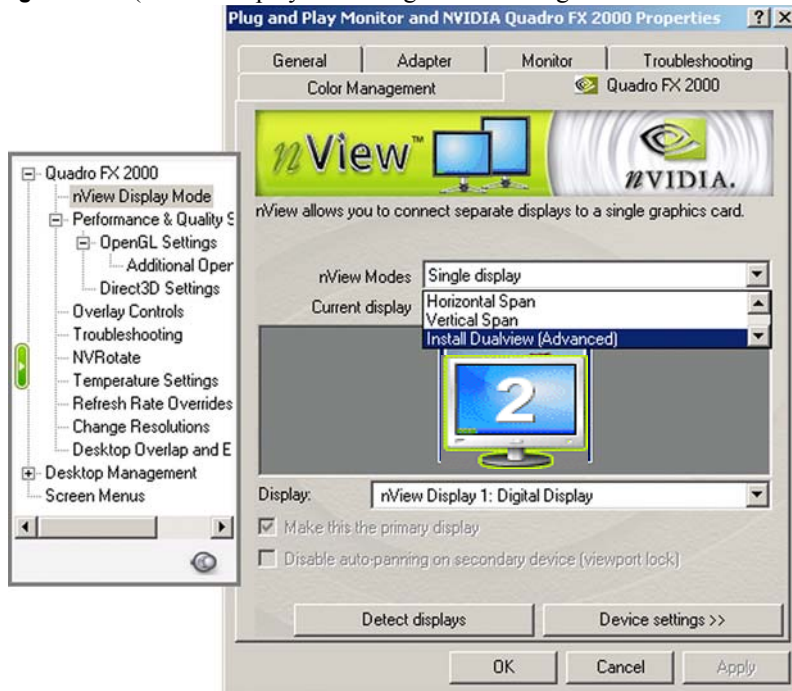 Plug and Play Monitor and NVIDIA Quadro FX 2000 Properties
General Adapter Monitor Troubleshooting
Color Management Quadro FX 2000
nView™
nVIDIA.
nView allows you to connect separate displays to a single graphics card.
nView Modes Single display
Horizontal Span
Current display
Vertical Span
Install Dualview (Advanced)
2
Display: nView Display 1: Digital Display
Make this the primary display
Disable auto-panning on secondary device (viewport lock)
Detect displays Device settings >>
OK Cancel Apply
Quadro FX 2000
nView Display Mode
Performance & Quality S
OpenGL Settings
Additional Oper
Direct3D Settings
Overlay Controls
Troubleshooting
NVRotate
Temperature Settings
Refresh Rate Overrides
Change Resolutions
Desktop Overlap and E
Desktop Management
Screen Menus